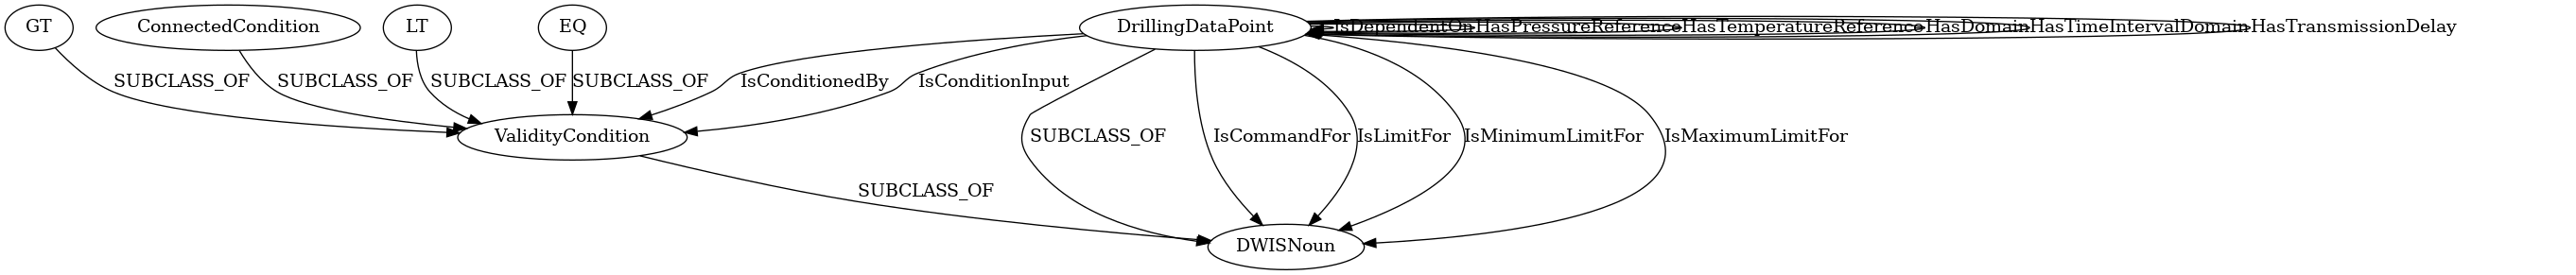 GT
ConnectedCondition
LT
EQ
DrillingDataPoint
IsDependentOn
HasPressureReference
HasTemperatureReference
HasDomain
HasTimeIntervalDomain
HasTransmissionDelay
SUBCLASS_OF
SUBCLASS_OF
SUBCLASS_OF
SUBCLASS_OF
IsConditionedBy
IsConditionInput
ValidityCondition
SUBCLASS_OF
IsCommandFor
IsLimitFor
IsMinimumLimitFor
IsMaximumLimitFor
SUBCLASS_OF
DWISNoun